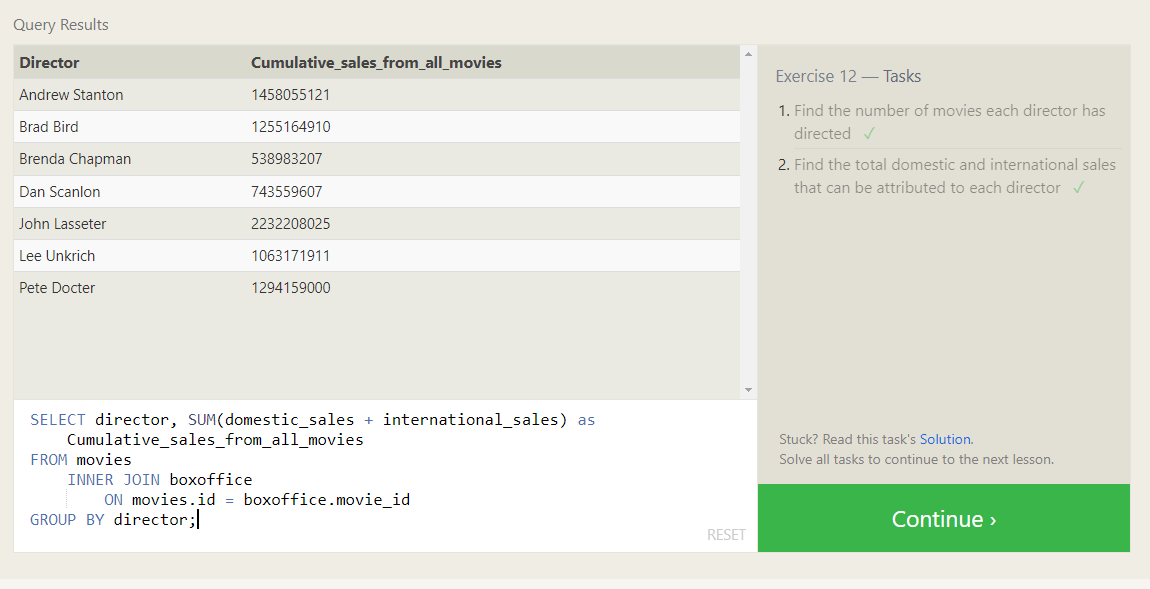 Query Results
Director Cumulative_sales_from_all_movies
Andrew Stanton 1458055121
Brad Bird 1255164910
Brenda Chapman 538983207
Dan Scanlon 743559607
John Lasseter 2232208025
Lee Unkrich 1063171911
Pete Docter 1294159000
SELECT director, SUM(domestic_sales + international_sales) as
Cumulative_sales_from_all_movies
FROM movies
INNER JOIN boxoffice
ON movies.id = boxoffice.movie_id
GROUP BY director;
RESET
Exercise 12 — Tasks
1. Find the number of movies each director has
directed ✓
2. Find the total domestic and international sales
that can be attributed to each director ✓
Stuck? Read this task's Solution.
Solve all tasks to continue to the next lesson.
Continue ›